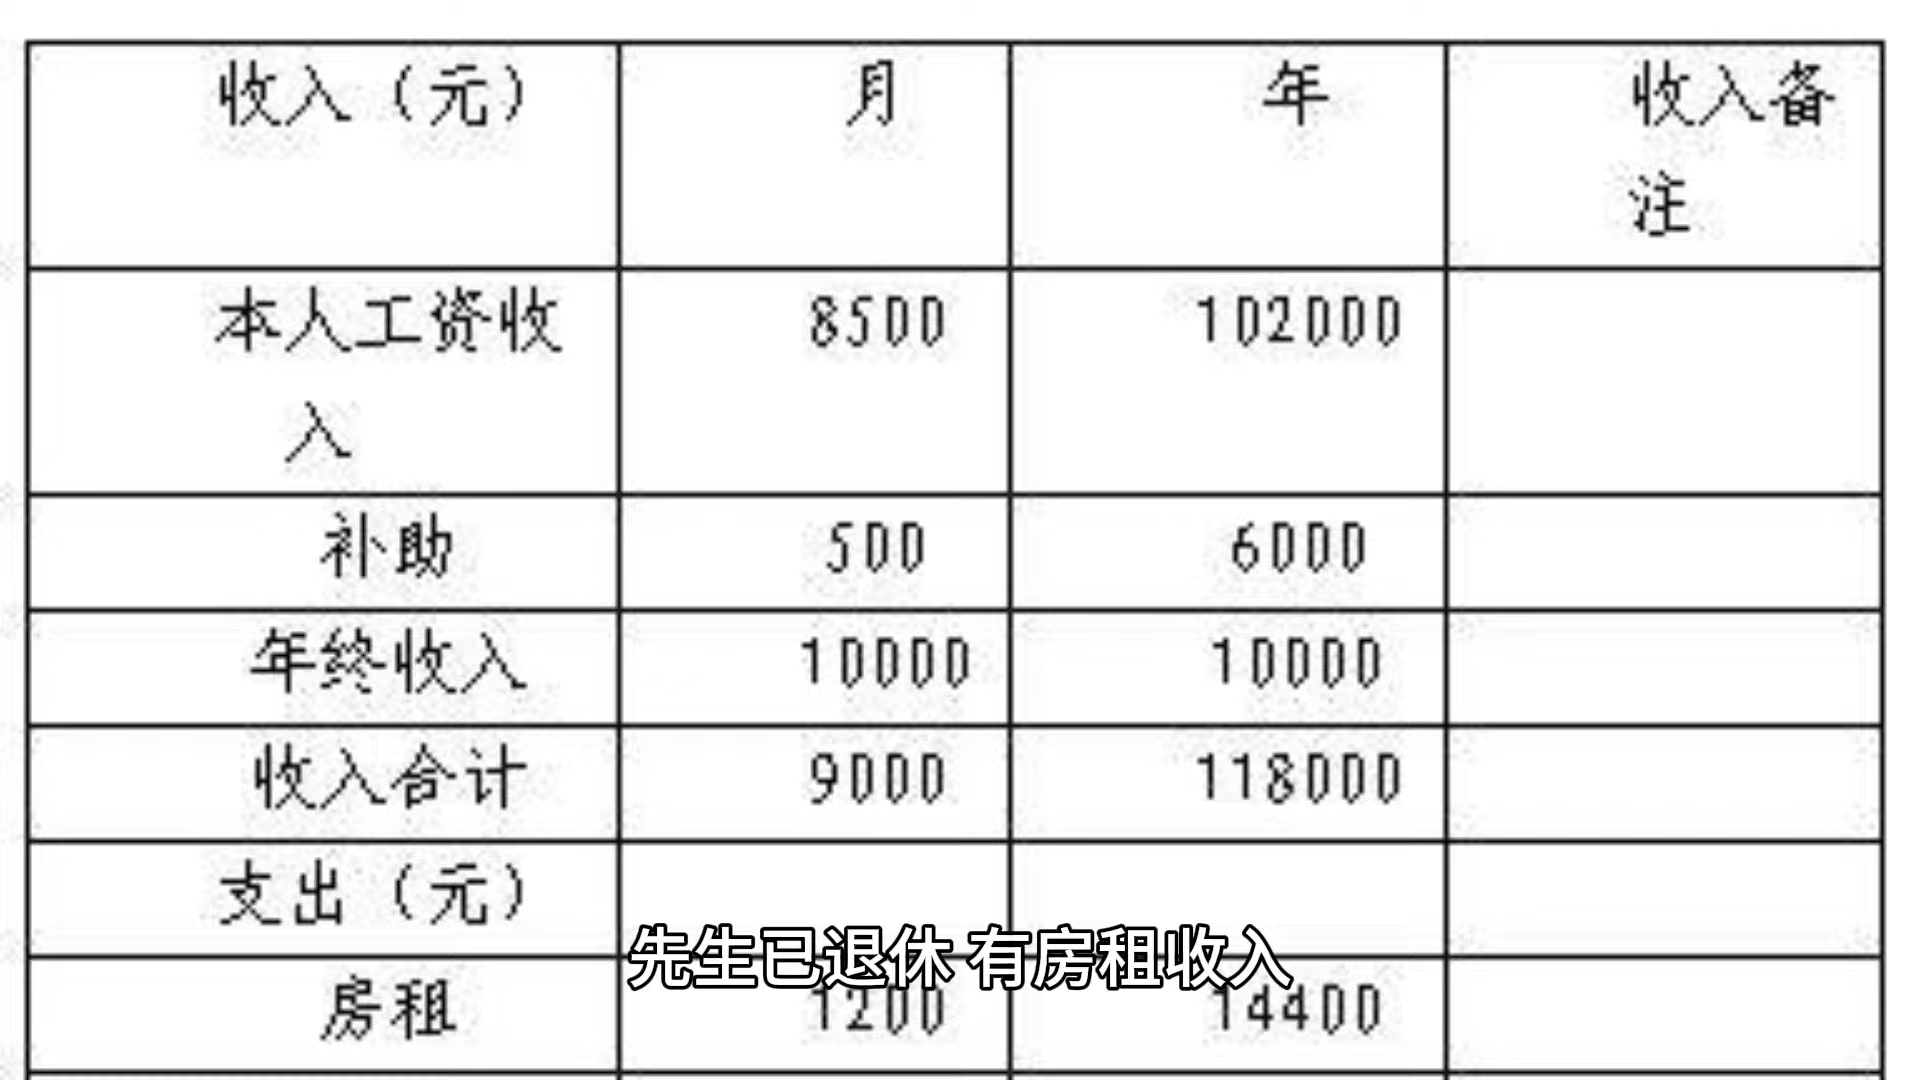 收入（元） 月 年 收入备
注
本人工资收 8500 102000
入
补助 500 6000
年终收入 10000 10000
收入合计 9000 118000
支出（元）
先生已退休 有房租收入
房租 1200 14400